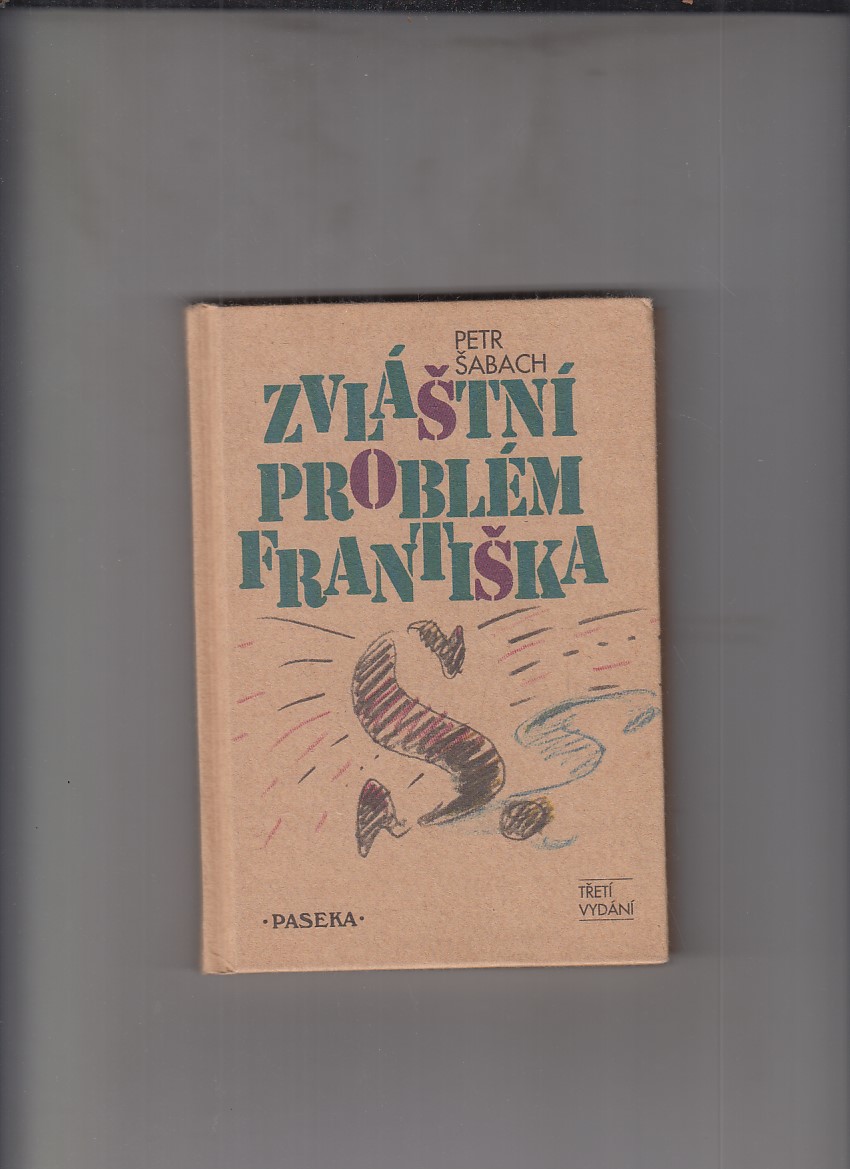 PETR
ŠABACH
ZVLÁŠTNÍ
PROBLÉM
FRANTIŠKA
·PASEKA·
TŘETÍ
VYDÁNÍ